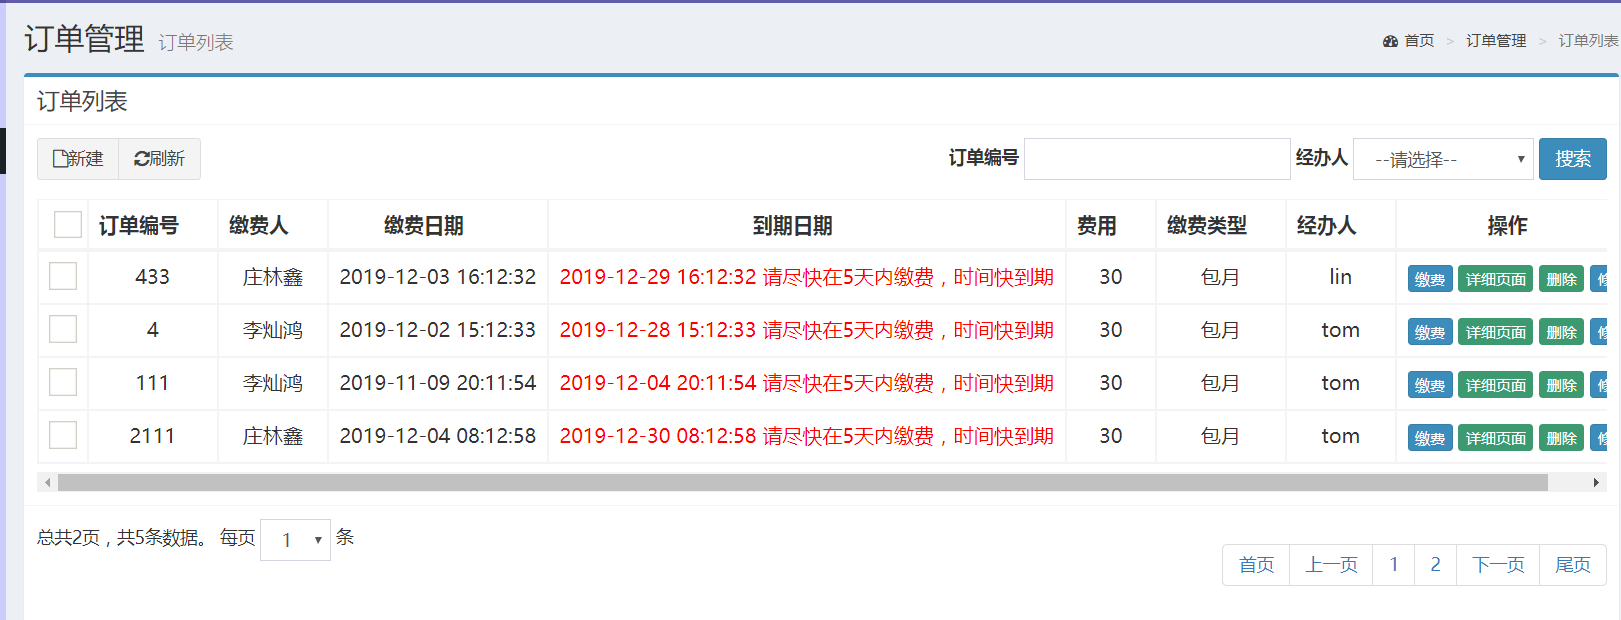 订单管理 订单列表
首页 > 订单管理 > 订单列表
订单列表
新建 刷新 订单编号 经办人 --请选择-- 搜索
订单编号 缴费人 缴费日期 到期日期 费用 缴费类型 经办人 操作
433 庄林鑫 2019-12-03 16:12:32 2019-12-29 16:12:32 请尽快在5天内缴费，时间快到期 30 包月 lin 缴费 详细页面 删除
4 李灿鸿 2019-12-02 15:12:33 2019-12-28 15:12:33 请尽快在5天内缴费，时间快到期 30 包月 tom 缴费 详细页面 删除
111 李灿鸿 2019-11-09 20:11:54 2019-12-04 20:11:54 请尽快在5天内缴费，时间快到期 30 包月 tom 缴费 详细页面 删除
2111 庄林鑫 2019-12-04 08:12:58 2019-12-30 08:12:58 请尽快在5天内缴费，时间快到期 30 包月 tom 缴费 详细页面 删除
总共2页，共5条数据。 每页 1 条
首页 上一页 1 2 下一页 尾页